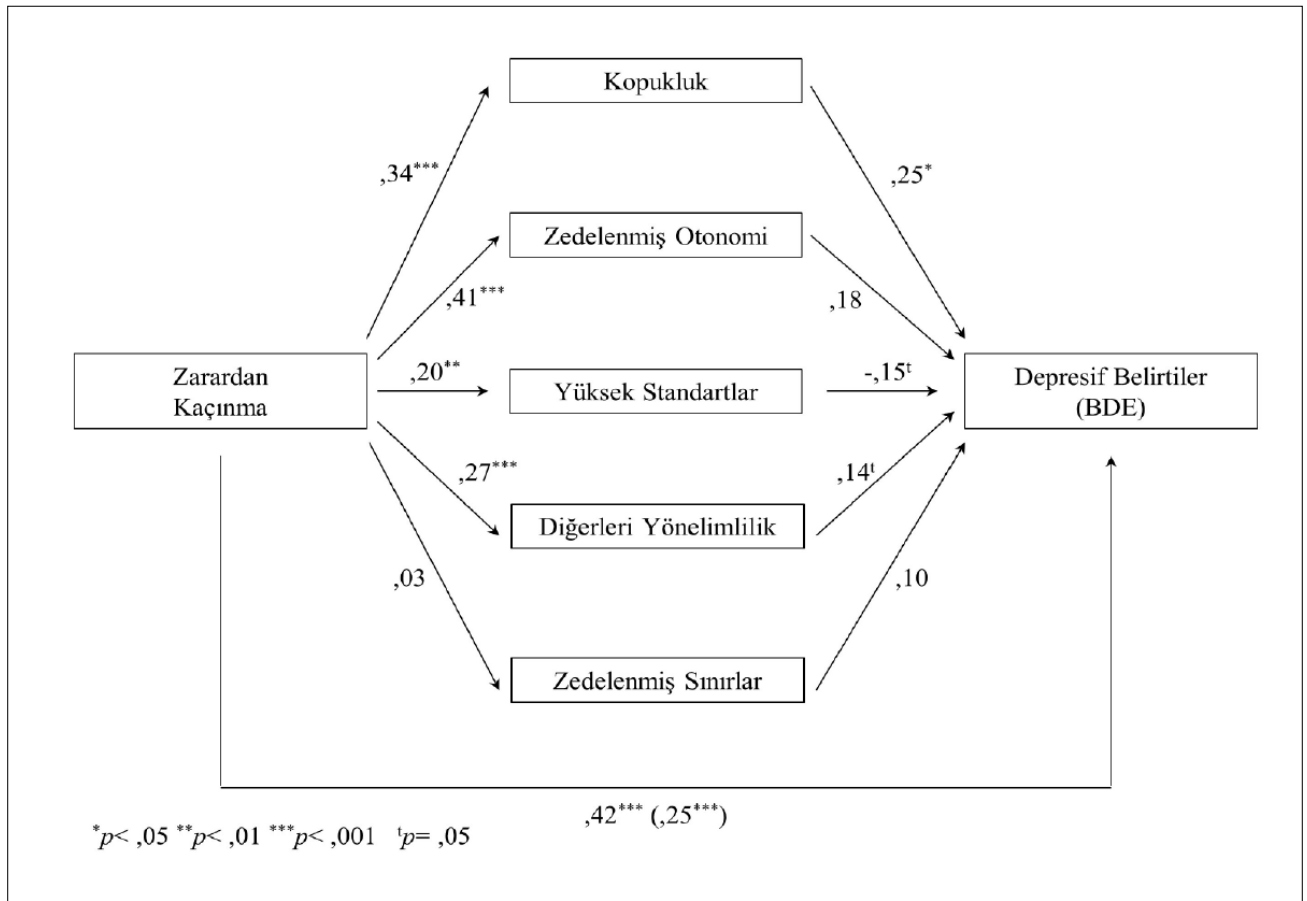 Kopukluk
,34***
,25*
Zedelenmiş Otonomi
,41***
,18
Zarardan
Kaçınma
,20**
Yüksek Standartlar
-,15ᵗ
Depresif Belirtiler
(BDE)
,27***
Diğerleri Yönelimlilik
,14ᵗ
,03
,10
Zedelenmiş Sınırlar
,42*** (,25***)
*p< ,05 **p< ,01 ***p< ,001 ᵗp= ,05